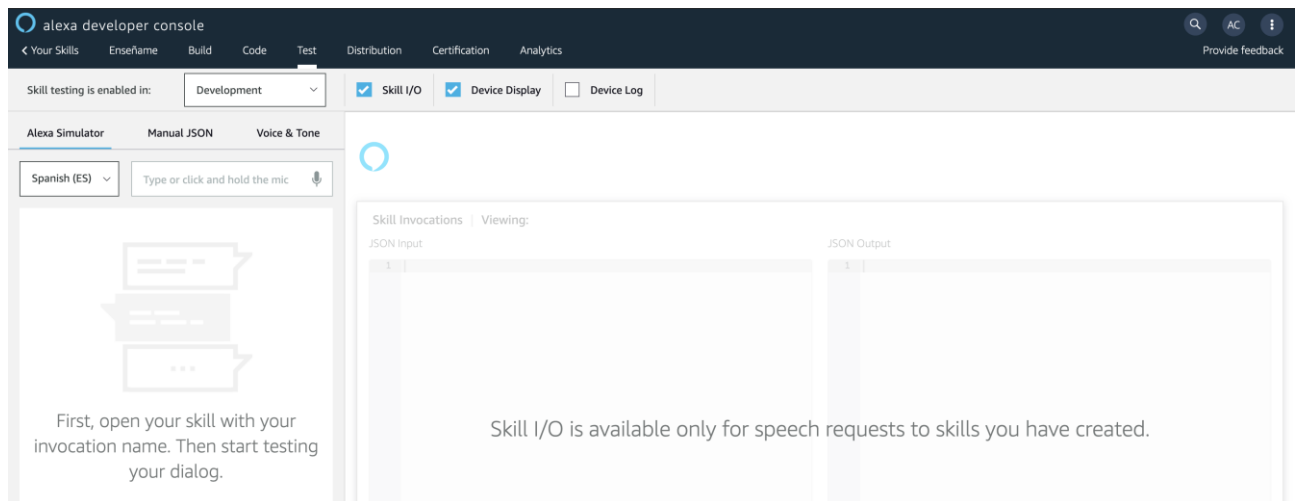 alexa developer console
AC
Your Skills Enseñame Build Code Test Distribution Certification Analytics Provide feedback
Skill testing is enabled in: Development Skill I/O Device Display Device Log
Alexa Simulator Manual JSON Voice & Tone
Spanish (ES) Type or click and hold the mic
Skill Invocations | Viewing:
JSON Input JSON Output
1 1
First, open your skill with your
invocation name. Then start testing
your dialog.
Skill I/O is available only for speech requests to skills you have created.